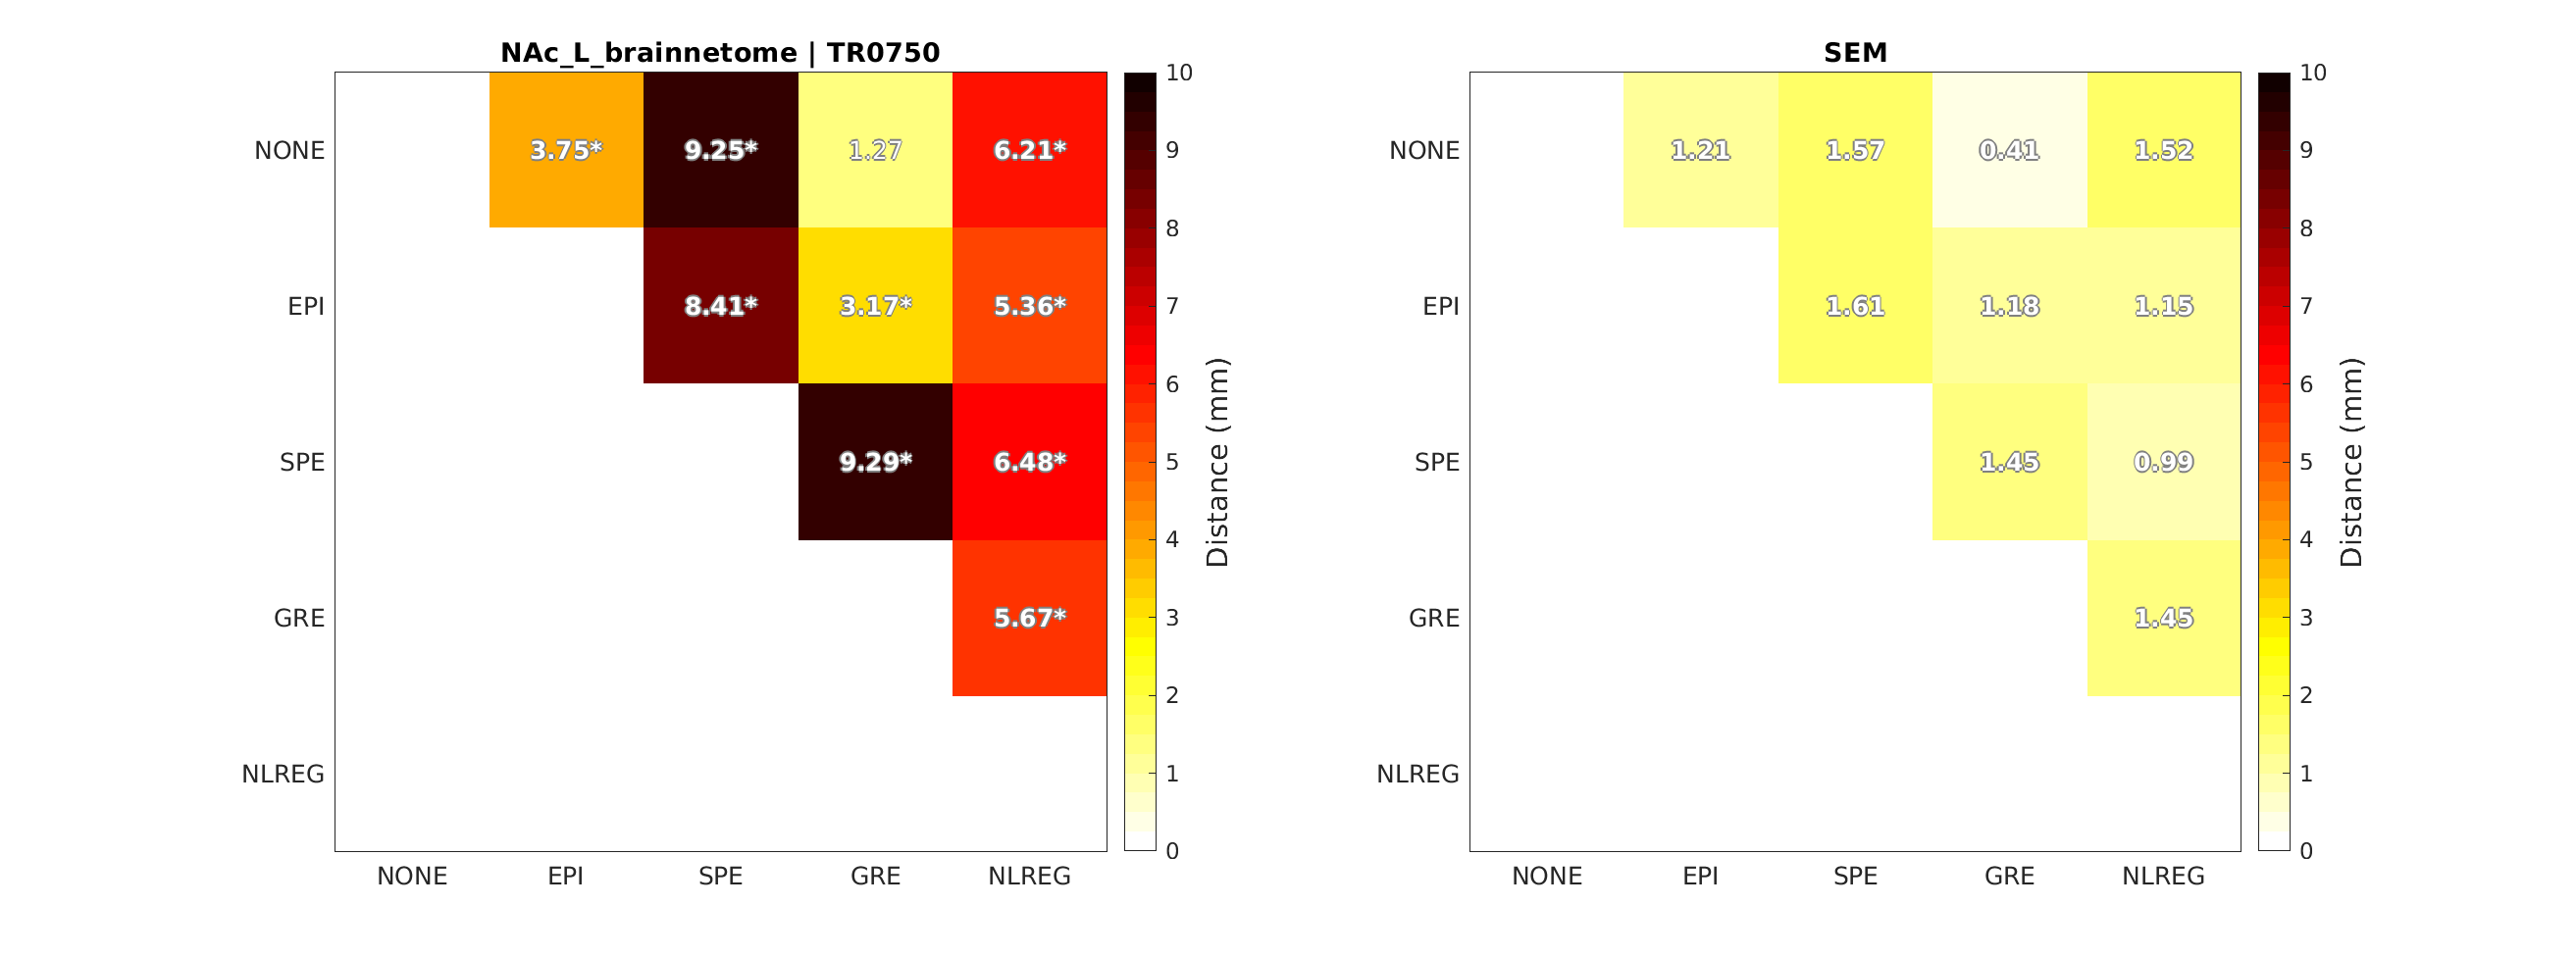 NAc_L_brainnetome | TR0750
NONE
EPI
SPE
GRE
NLREG
3.75* 9.25* 1.27 6.21*
8.41* 3.17* 5.36*
9.29* 6.48*
5.67*
NONE EPI SPE GRE NLREG
10
9
8
7
6
5
4
3
2
1
0
Distance (mm)
SEM
NONE
EPI
SPE
GRE
NLREG
1.21 1.57 0.41 1.52
1.61 1.18 1.15
1.45 0.99
1.45
NONE EPI SPE GRE NLREG
10
9
8
7
6
5
4
3
2
1
0
Distance (mm)